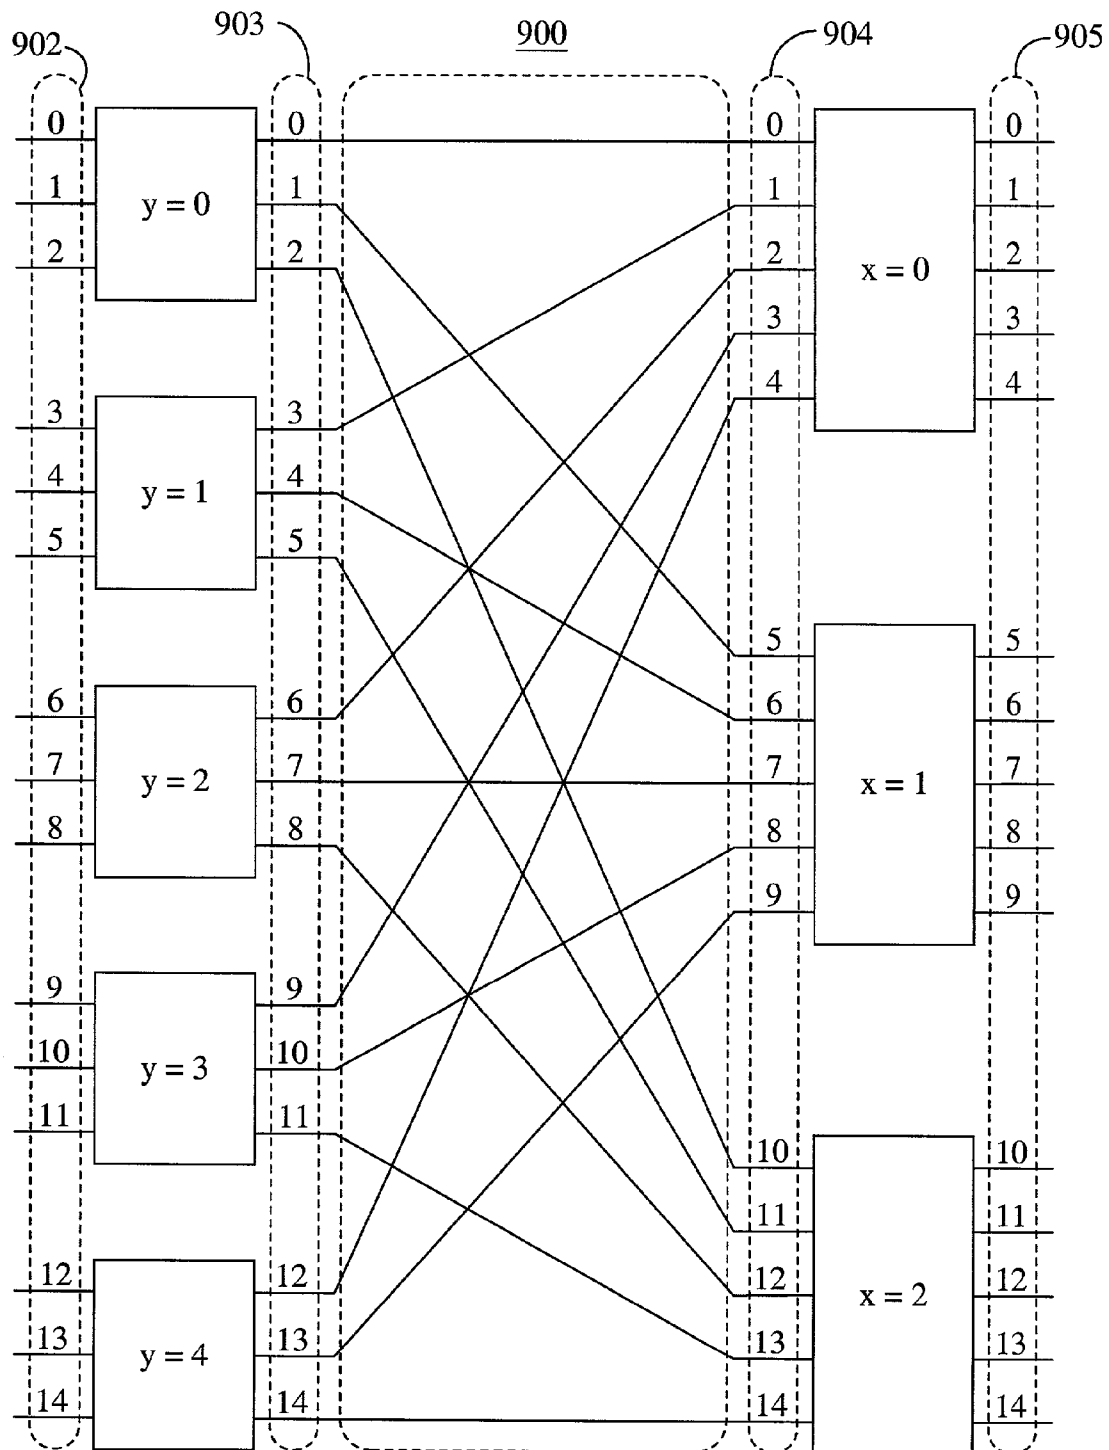 902
903
900
904
905
0 0 0 0
1 y = 0 1 1 1
2 2 2 x = 0 2
3 3
4 4
3 3
4 y = 1 4
5 5
5 5
6 6
6 6
7 y = 2 7 7 x = 1 7
8 8
8 8
9 9
9 9
10 y = 3 10
11 11
10 10
11 11
12 12
12 x = 2 12
13 13
13 y = 4 13
14 14 14 14